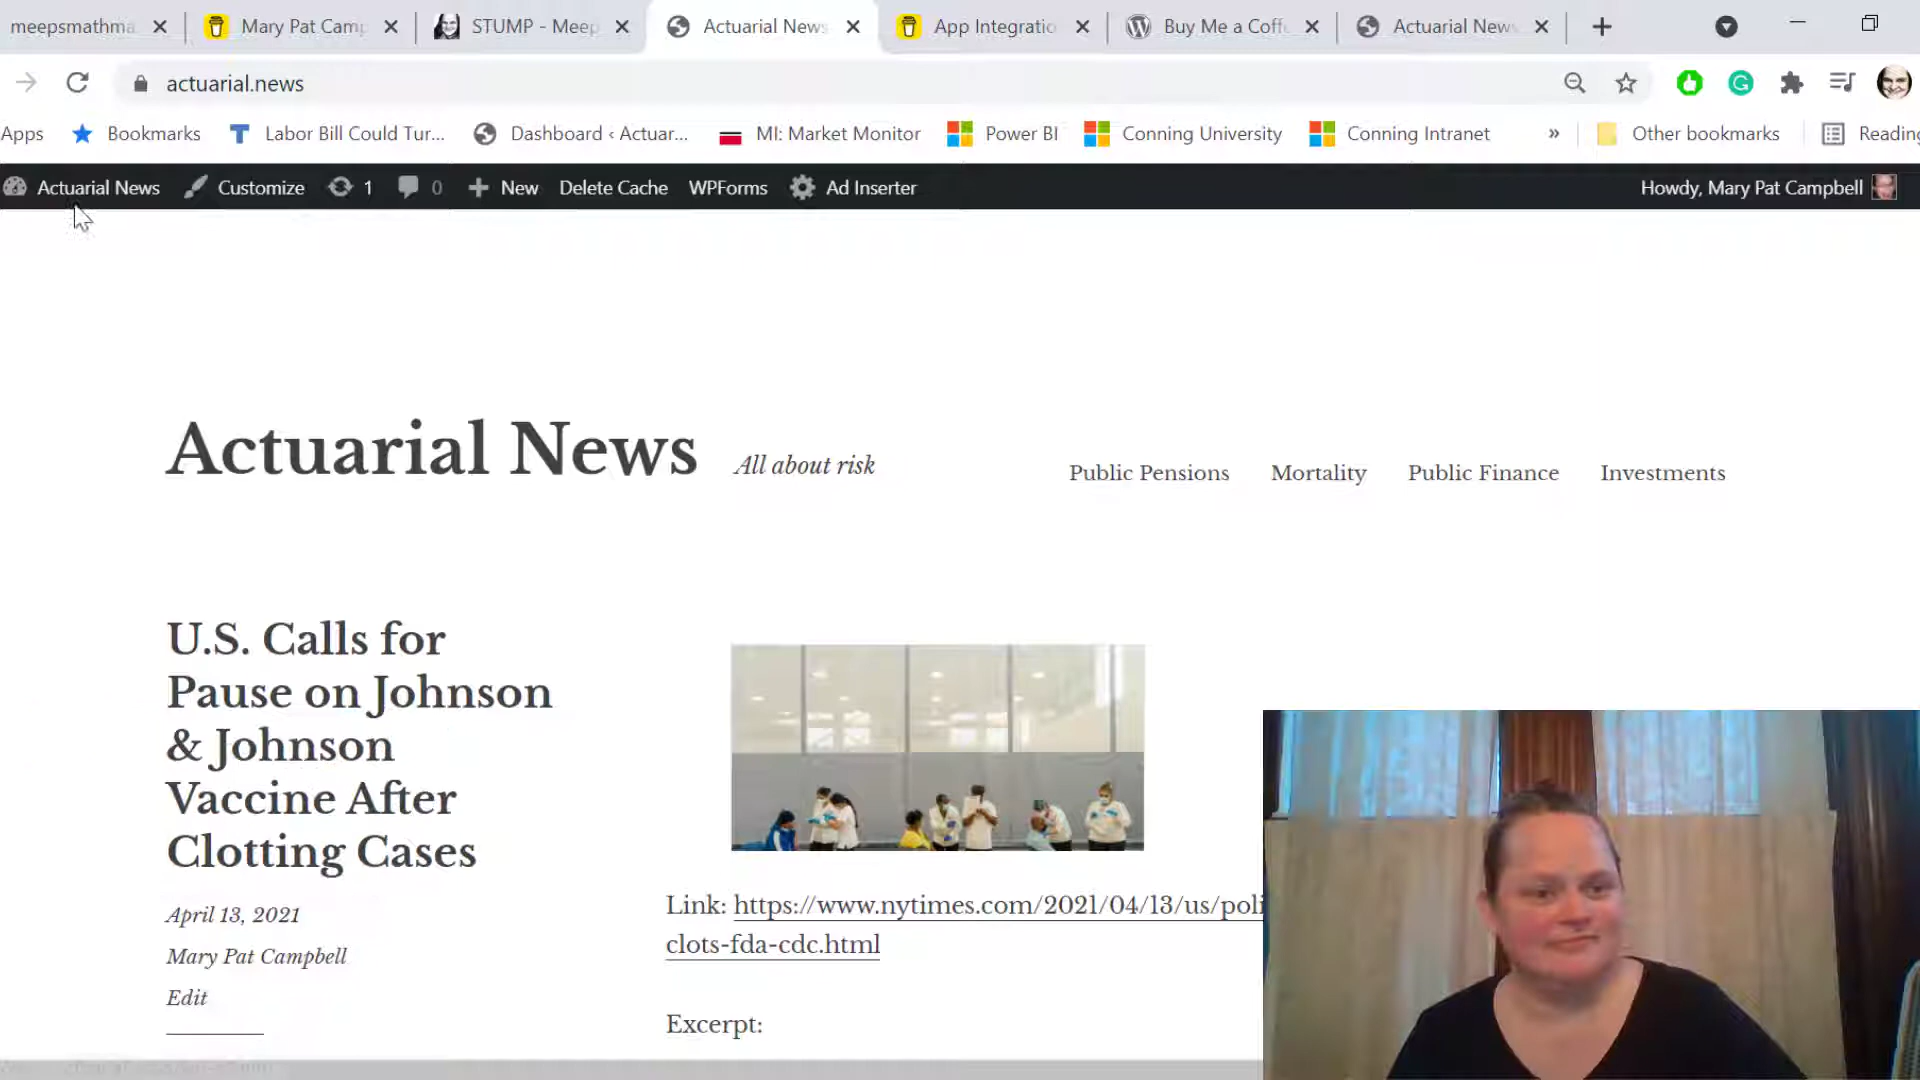 meepsmathma
Mary Pat Camp
STUMP - Meep
Actuarial News
App Integratio
Buy Me a Coff
Actuarial New
actuarial.news
Apps
Bookmarks
Labor Bill Could Tur...
Dashboard ‹ Actuar...
MI: Market Monitor
Power BI
Conning University
Conning Intranet
»
Other bookmarks
Reading
Actuarial News
Customize
1
0
New
Delete Cache
WPForms
Ad Inserter
Howdy, Mary Pat Campbell
Actuarial News
All about risk
Public Pensions
Mortality
Public Finance
Investments
U.S. Calls for
Pause on Johnson
& Johnson
Vaccine After
Clotting Cases
April 13, 2021
Mary Pat Campbell
Edit
Link: https://www.nytimes.com/2021/04/13/us/poli
clots-fda-cdc.html
Excerpt: